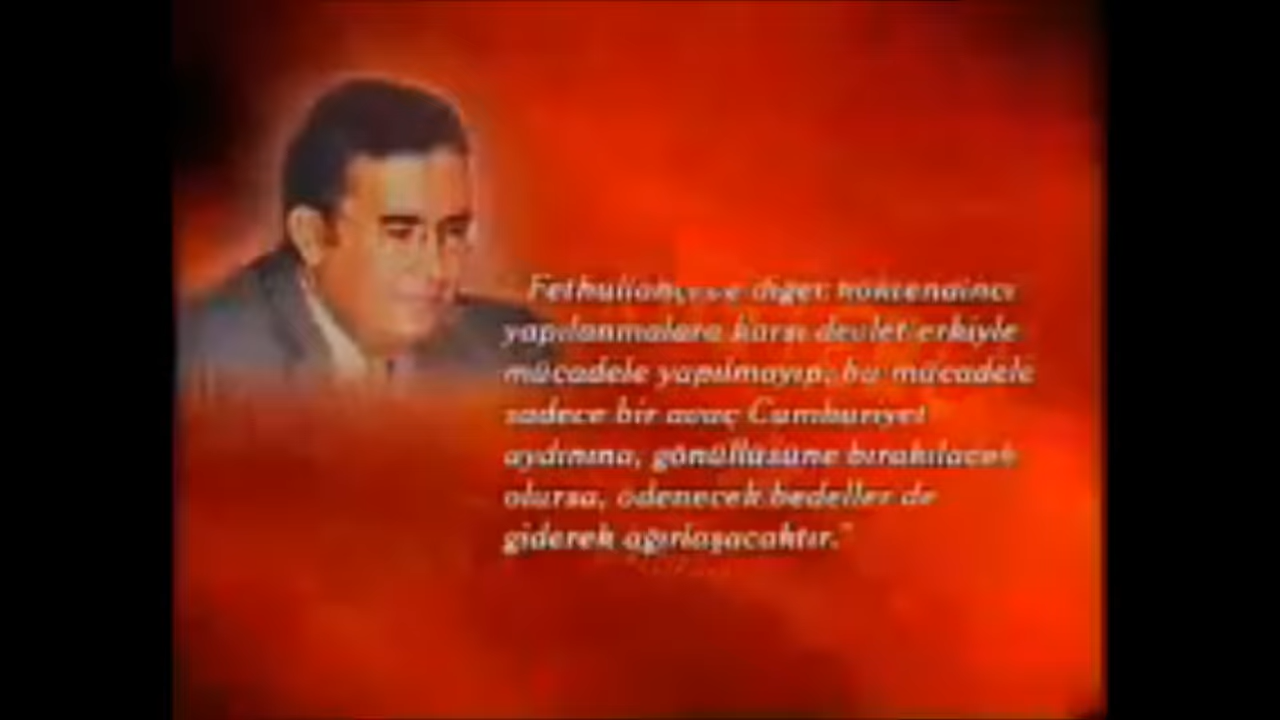 Fethullahçı ve diğer kökendinci
yapılanmalara karşı devlet erkiyle
mücadele yapılmayıp, bu mücadele
sadece bir avuç Cumhuriyet
aydınına, gönüllüsüne bırakılacak
olursa, ödenecek bedeller de
giderek ağırlaşacaktır."